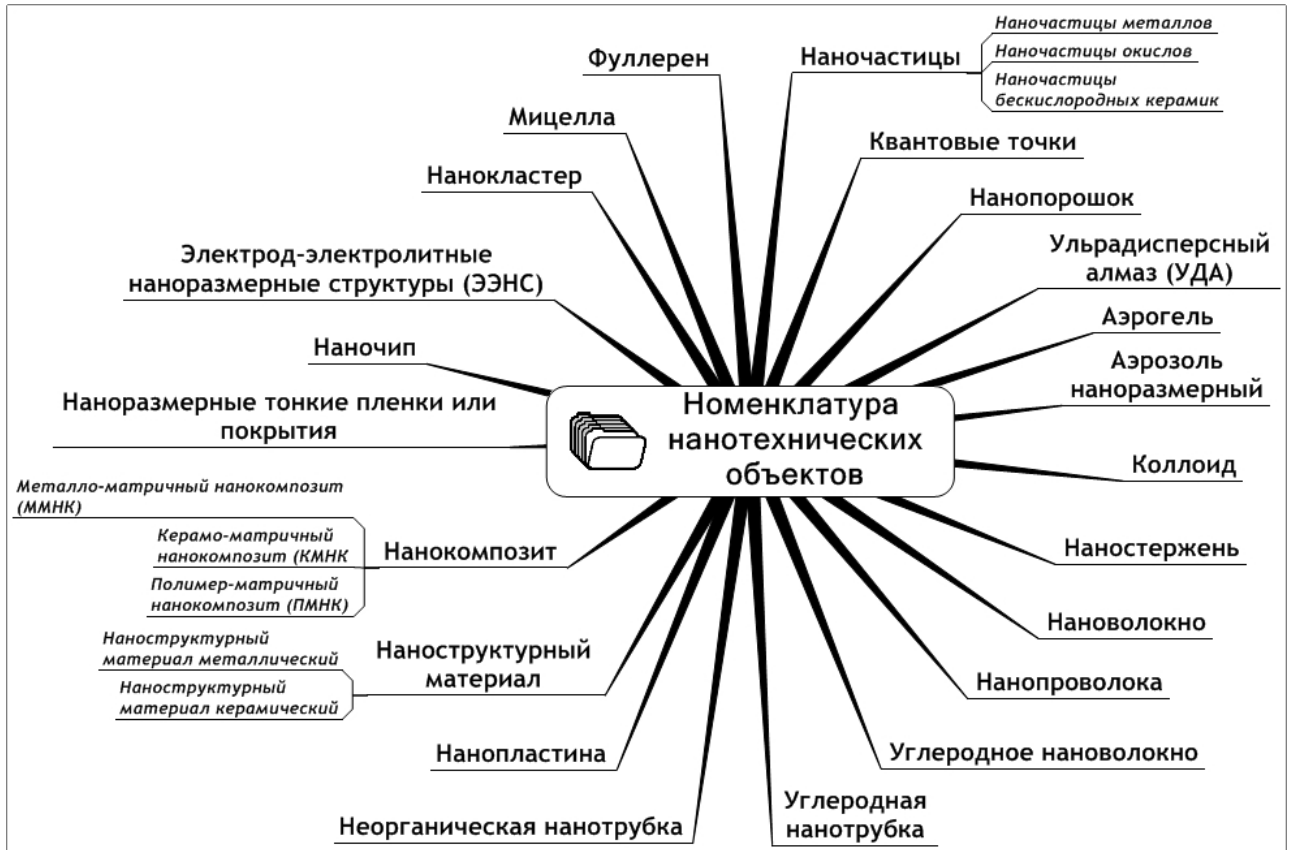 Номенклатура
нанотехнических
объектов
Наночастицы
Наночастицы металлов
Наночастицы окислов
Наночастицы
бескислородных керамик
Квантовые точки
Нанопорошок
Ульрадисперсный
алмаз (УДА)
Аэрогель
Аэрозоль
наноразмерный
Коллоид
Наностержень
Нановолокно
Нанопроволока
Углеродное нановолокно
Углеродная
нанотрубка
Неорганическая нанотрубка
Нанопластина
Наноструктурный
материал
Наноструктурный
материал металлический
Наноструктурный
материал керамический
Нанокомпозит
Металло-матричный нанокомпозит
(ММНК)
Керамо-матричный
нанокомпозит (КМНК
Полимер-матричный
нанокомпозит (ПМНК)
Наноразмерные тонкие пленки или
покрытия
Наночип
Электрод-электролитные
наноразмерные структуры (ЭЭНС)
Нанокластер
Мицелла
Фуллерен